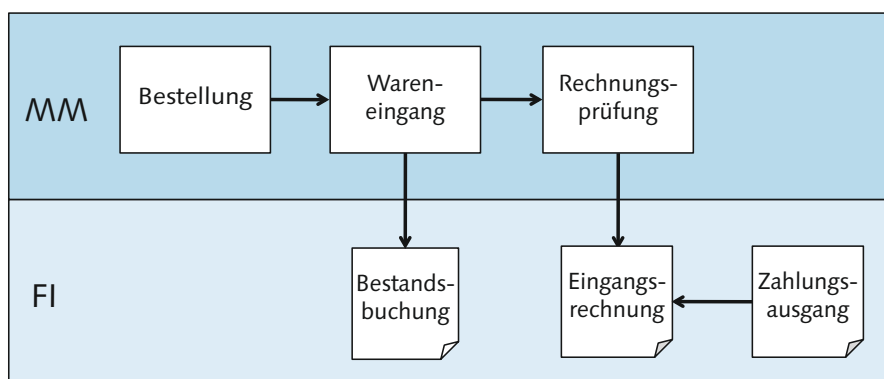 MM
Bestellung
Waren-
eingang
Rechnungs-
prüfung
FI
Bestands-
buchung
Eingangs-
rechnung
Zahlungs-
ausgang